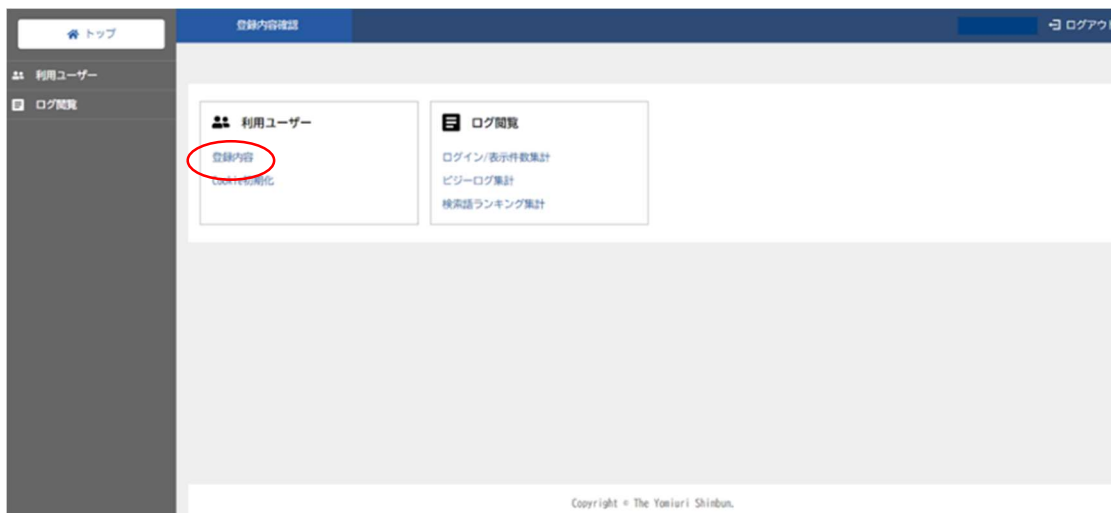 トップ
登録内容確認
ログアウト
利用ユーザー
ログ閲覧
利用ユーザー
登録内容
Cookie初期化
ログ閲覧
ログイン/表示件数集計
ビジーログ集計
検索語ランキング集計
Copyright © The Yomiuri Shimbun.